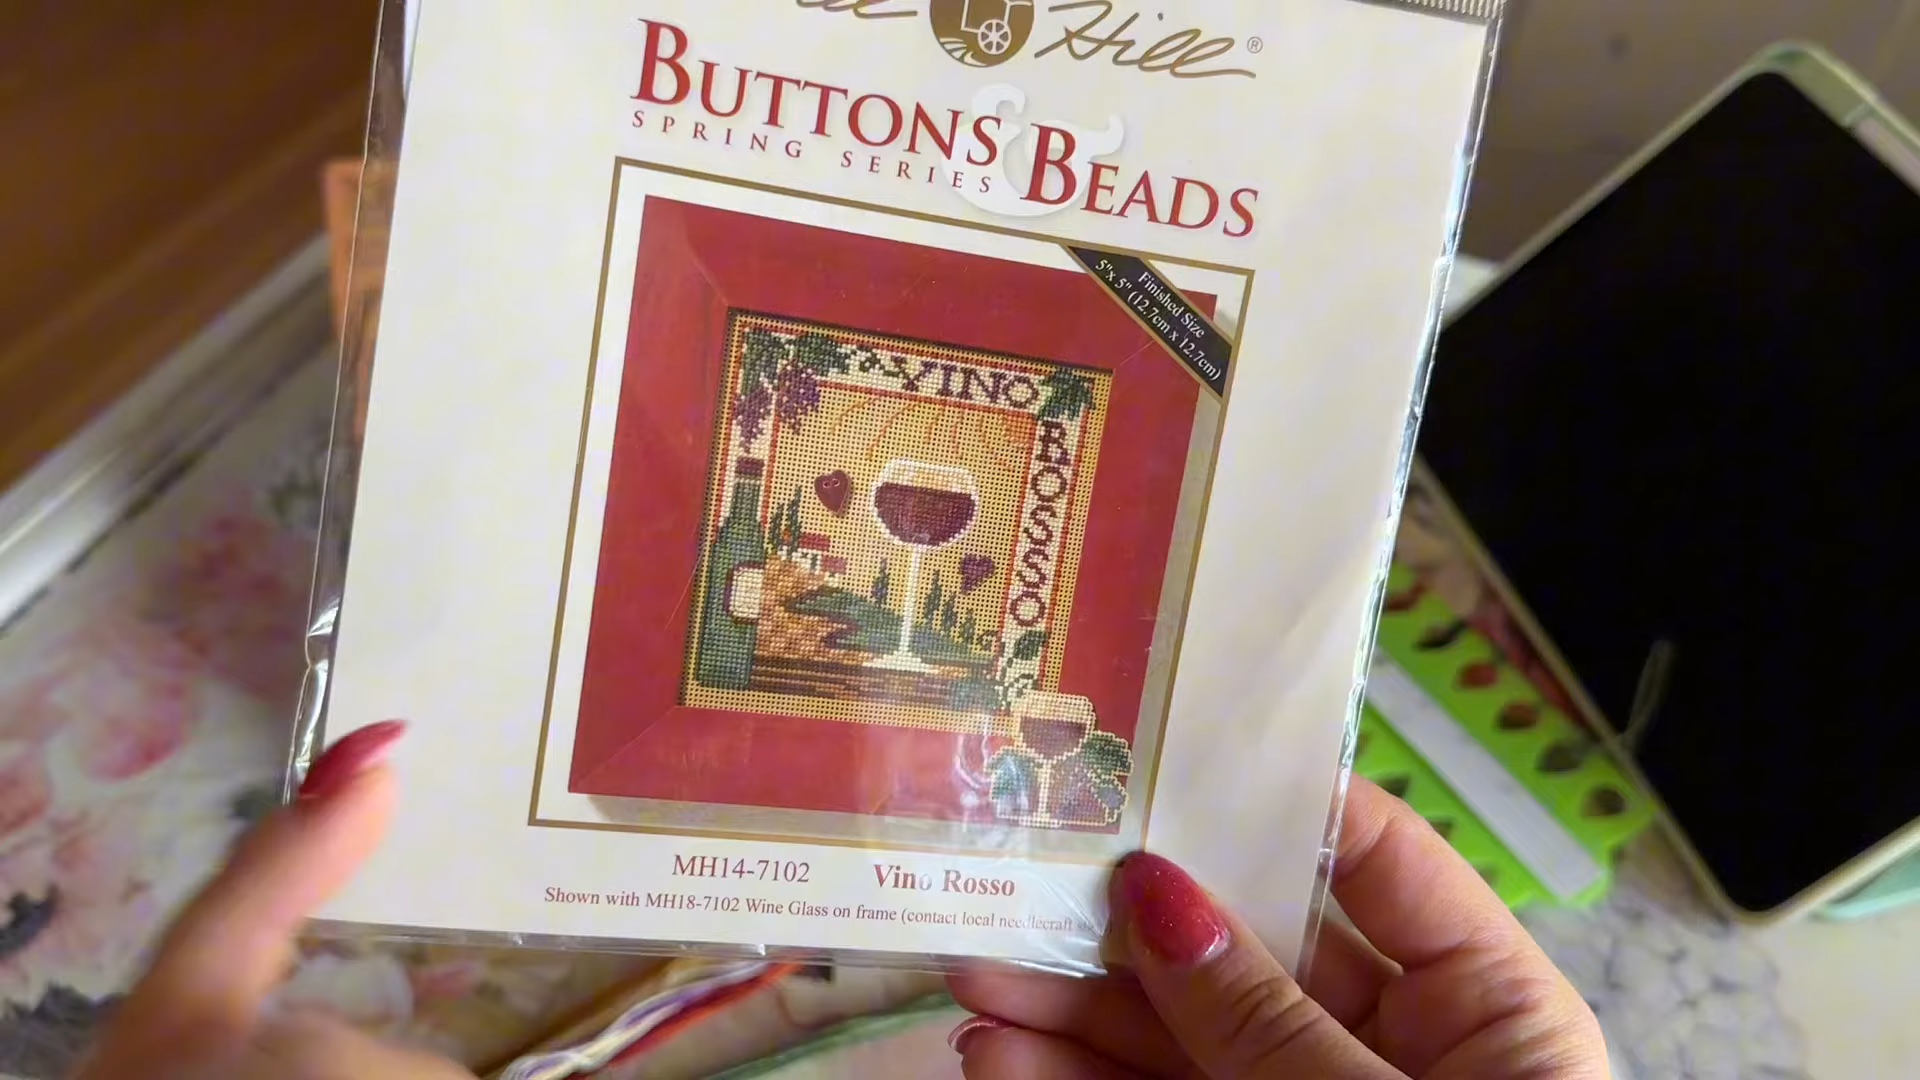 Hill®
BUTTONS & BEADS
SPRING SERIES
Finished Size
5" x 5" (12.7cm x 12.7cm)
VINO
ROSSO
MH14-7102 Vino Rosso
Shown with MH18-7102 Wine Glass on frame (contact local needlecraft